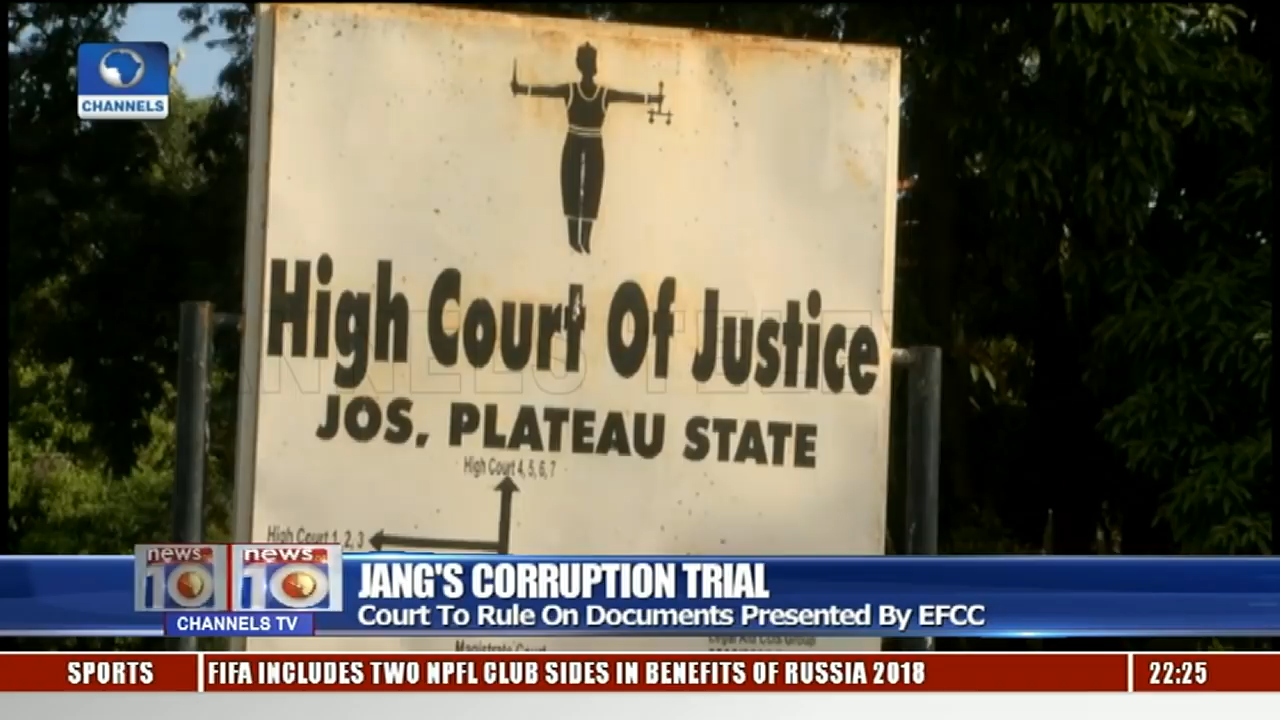 CHANNELS
High Court Of Justice
JOS, PLATEAU STATE
High Court 4, 5, 6, 7
High Court 1, 2, 3
news
10
news
10
CHANNELS TV
JANG'S CORRUPTION TRIAL
Court To Rule On Documents Presented By EFCC
Magistrate Court
SPORTS
FIFA INCLUDES TWO NPFL CLUB SIDES IN BENEFITS OF RUSSIA 2018
22:25